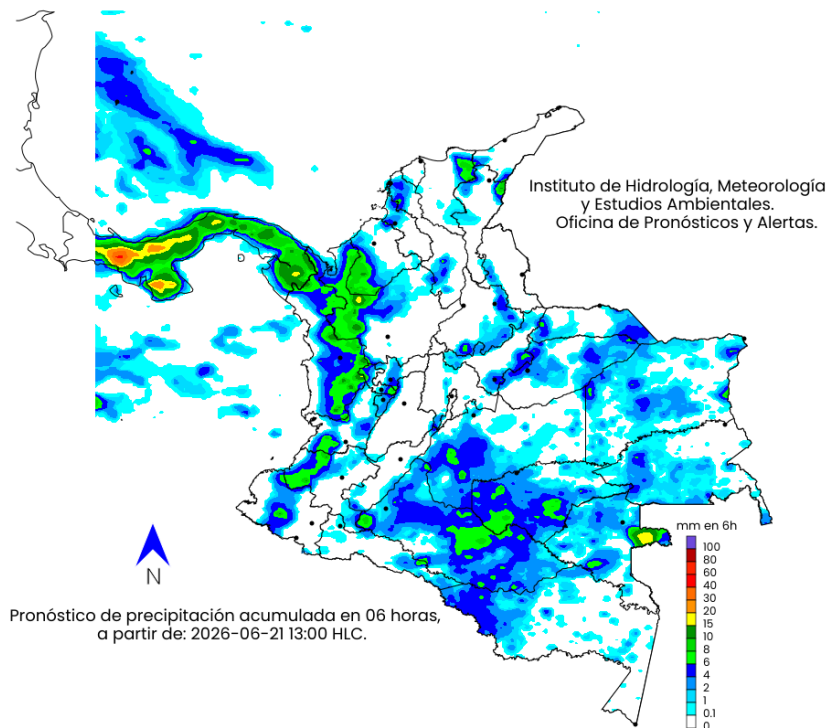 Instituto de Hidrología, Meteorología
y Estudios Ambientales.
Oficina de Pronósticos y Alertas.
mm en 6h
100
80
60
40
30
20
15
10
8
6
4
2
1
0.1
0
N
Pronóstico de precipitación acumulada en 06 horas,
a partir de: 2026-06-21 13:00 HLC.